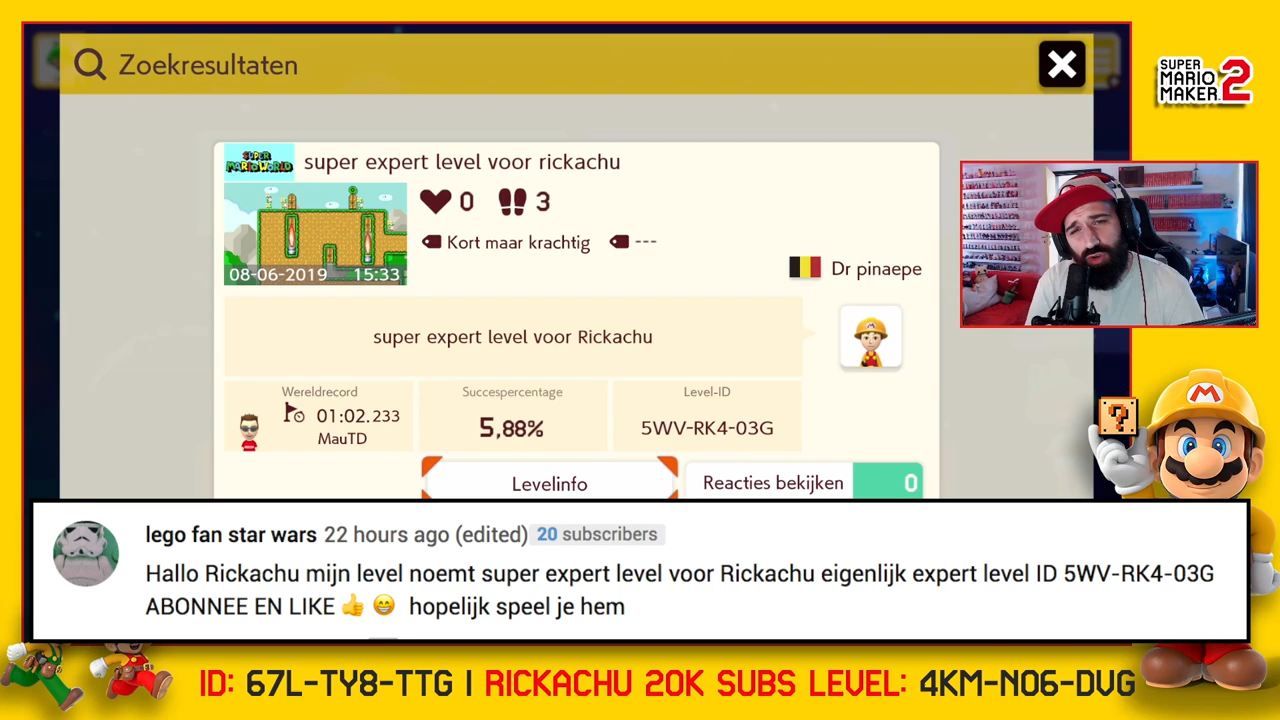 Zoekresultaten
SUPER
MARIO
MAKER 2
SUPER
MARIO WORLD
super expert level voor rickachu
0 3
Kort maar krachtig ---
08-06-2019 15:33
Dr pinaepe
super expert level voor Rickachu
Wereldrecord
01:02.233
MauTD
Succespercentage
5,88%
Level-ID
5WV-RK4-03G
Levelinfo
Reacties bekijken 0
lego fan star wars 22 hours ago (edited) 20 subscribers
Hallo Rickachu mijn level noemt super expert level voor Rickachu eigenlijk expert level ID 5WV-RK4-03G
ABONNEE EN LIKE 👍 😁 hopelijk speel je hem
ID: 67L-TY8-TTG | RICKACHU 20K SUBS LEVEL: 4KM-N06-DVG